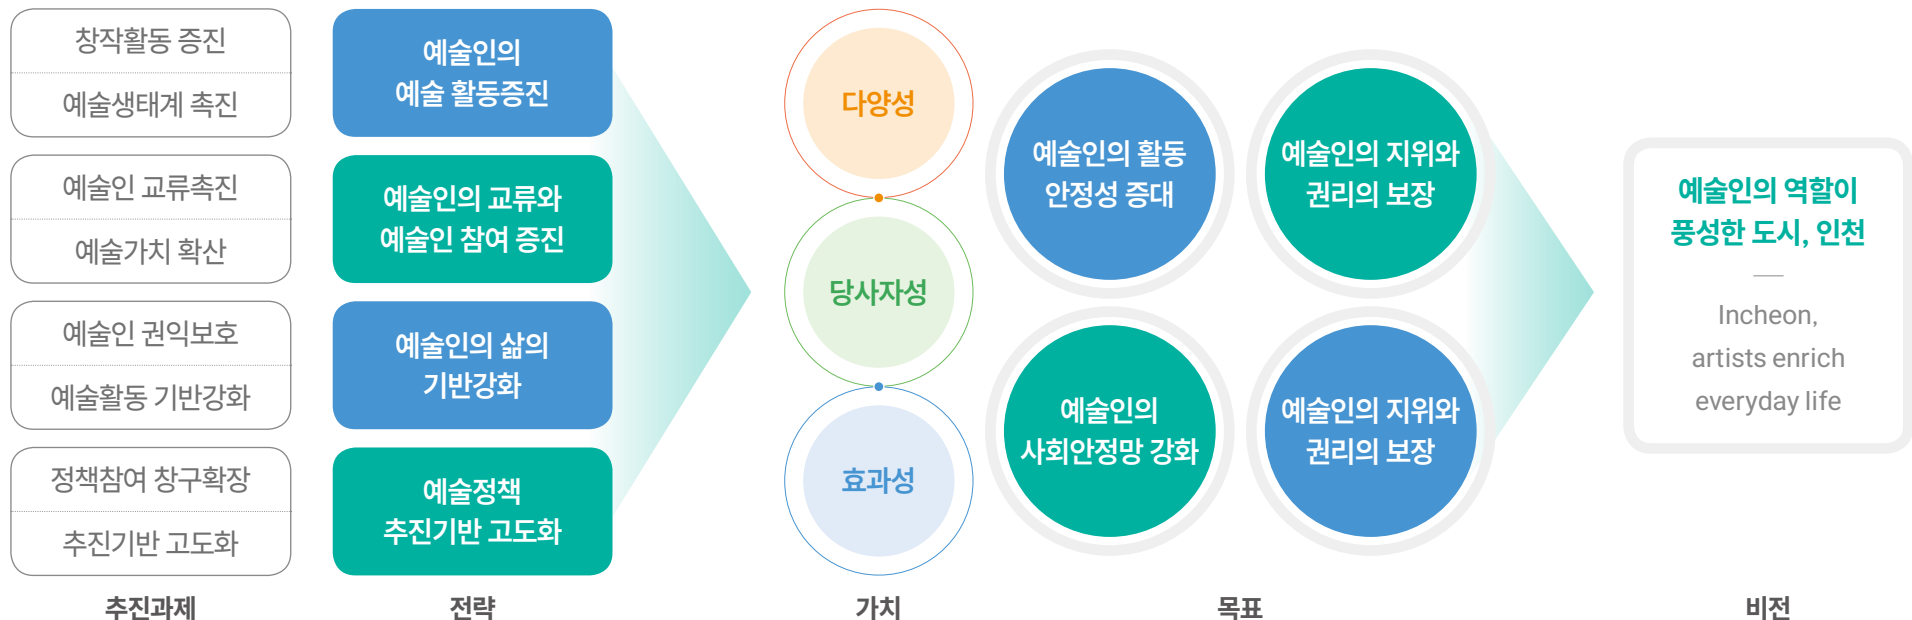 창작활동 증진
예술생태계 촉진
예술인 교류촉진
예술가치 확산
예술인 권익보호
예술활동 기반강화
정책참여 창구확장
추진기반 고도화
추진과제
예술인의
예술 활동증진
예술인의 교류와
예술인 참여 증진
예술인의 삶의
기반강화
예술정책
추진기반 고도화
전략
다양성
당사자성
효과성
가치
예술인의 활동
안정성 증대
예술인의 지위와
권리의 보장
예술인의
사회안정망 강화
예술인의 지위와
권리의 보장
목표
예술인의 역할이
풍성한 도시, 인천
Incheon,
artists enrich
everyday life
비전